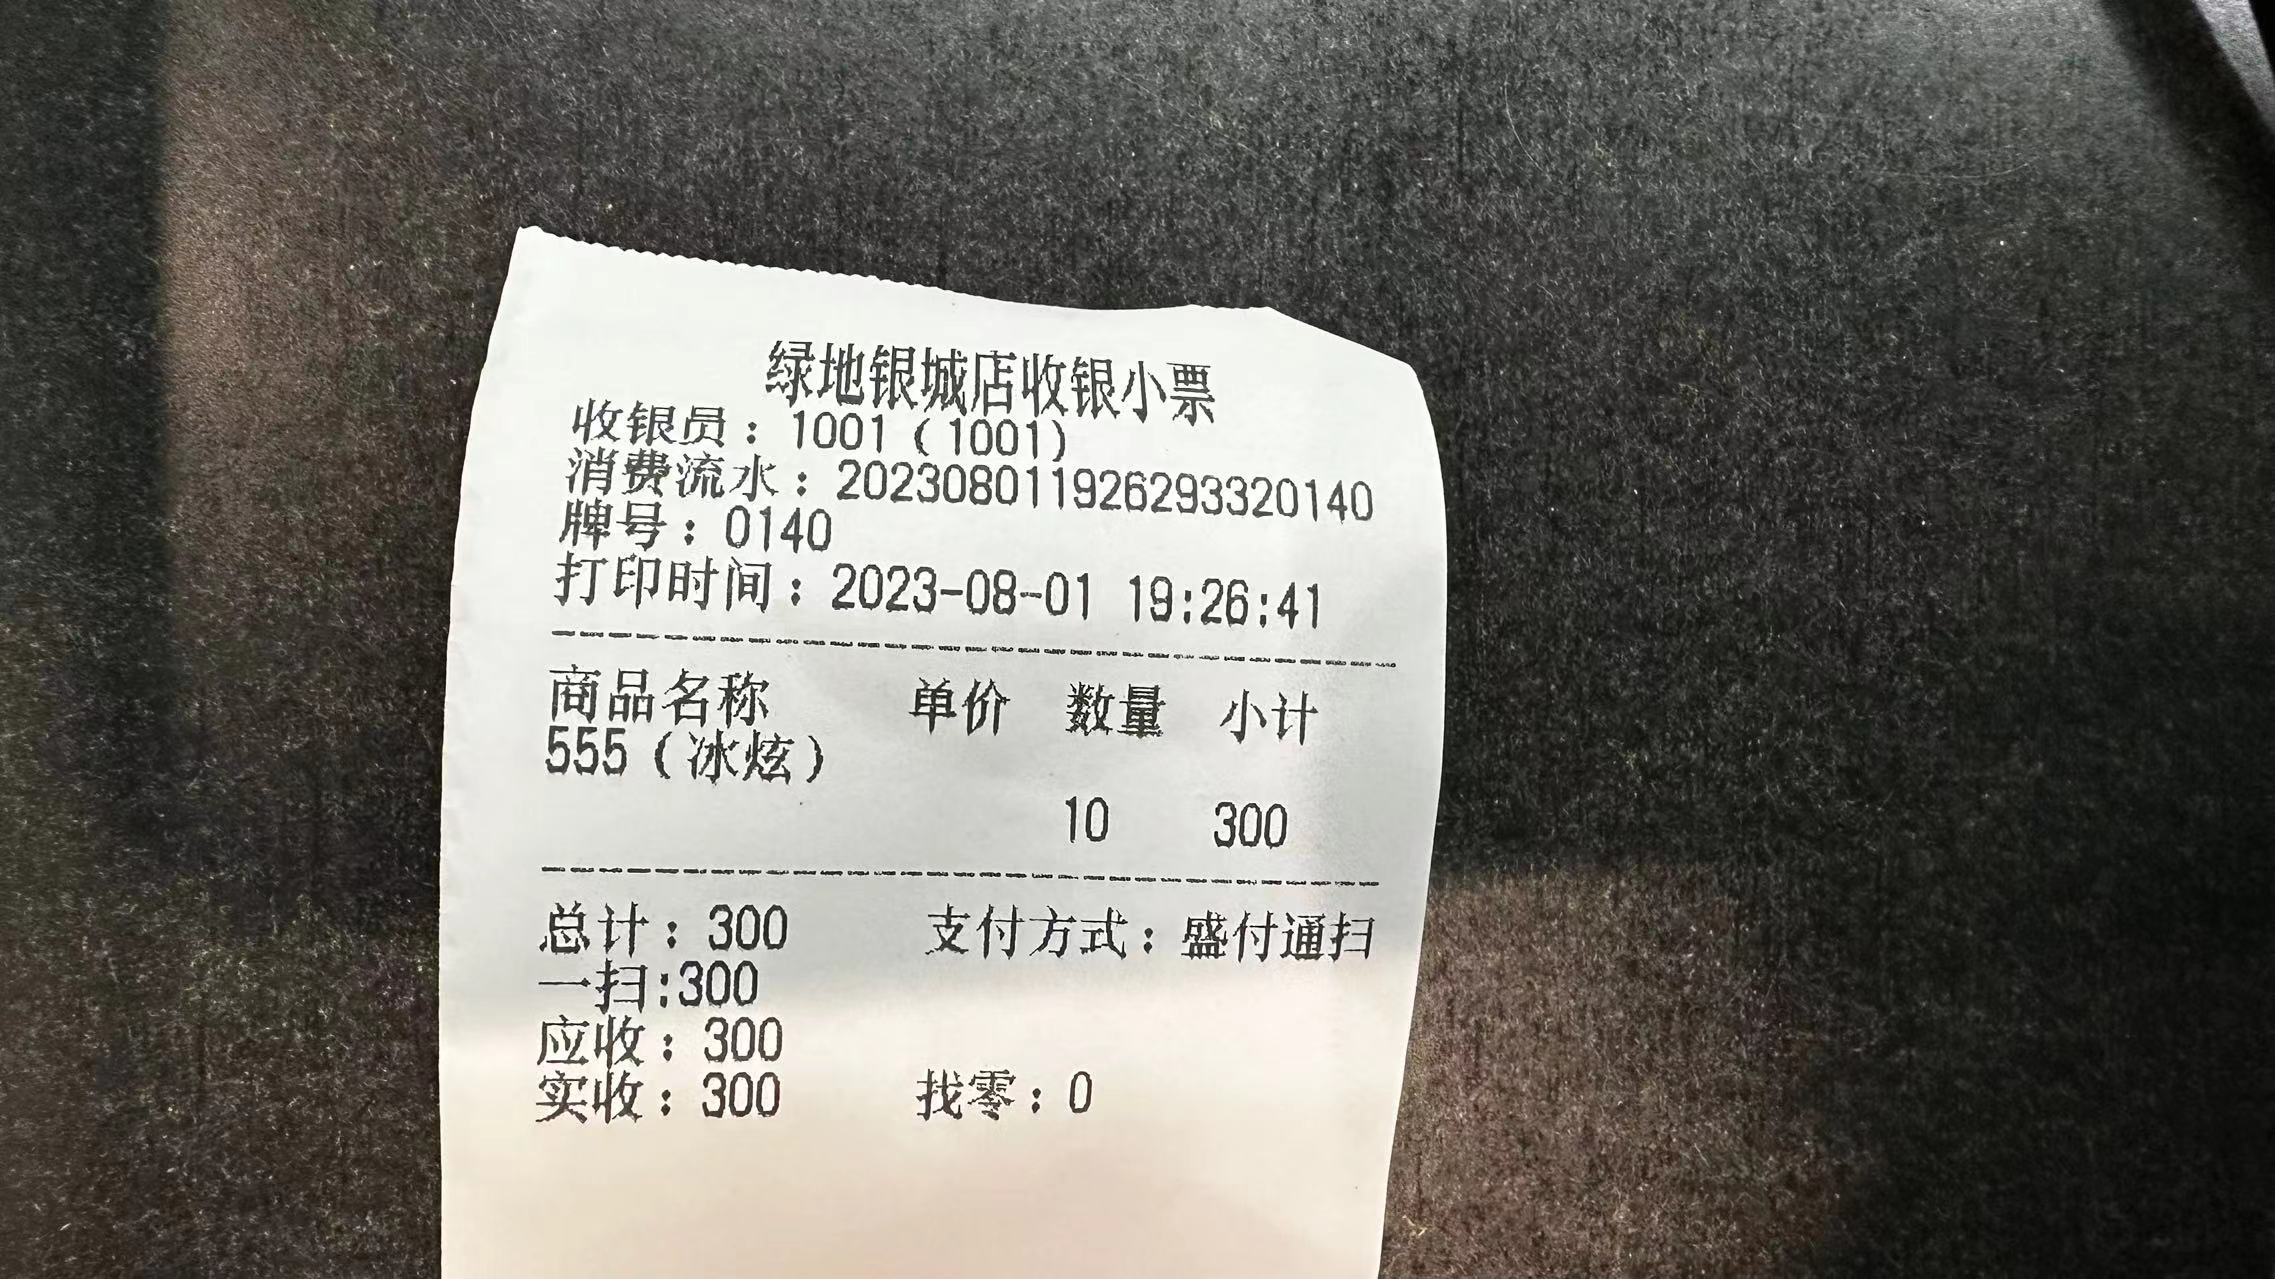 绿地银城店收银小票
收银员：1001（1001）
消费流水：202308011926293320140
牌号：0140
打印时间：2023-08-01 19:26:41
商品名称 单价 数量 小计
555（冰炫）
10 300
总计：300 支付方式：盛付通扫
一扫:300
应收：300
实收：300 找零：0